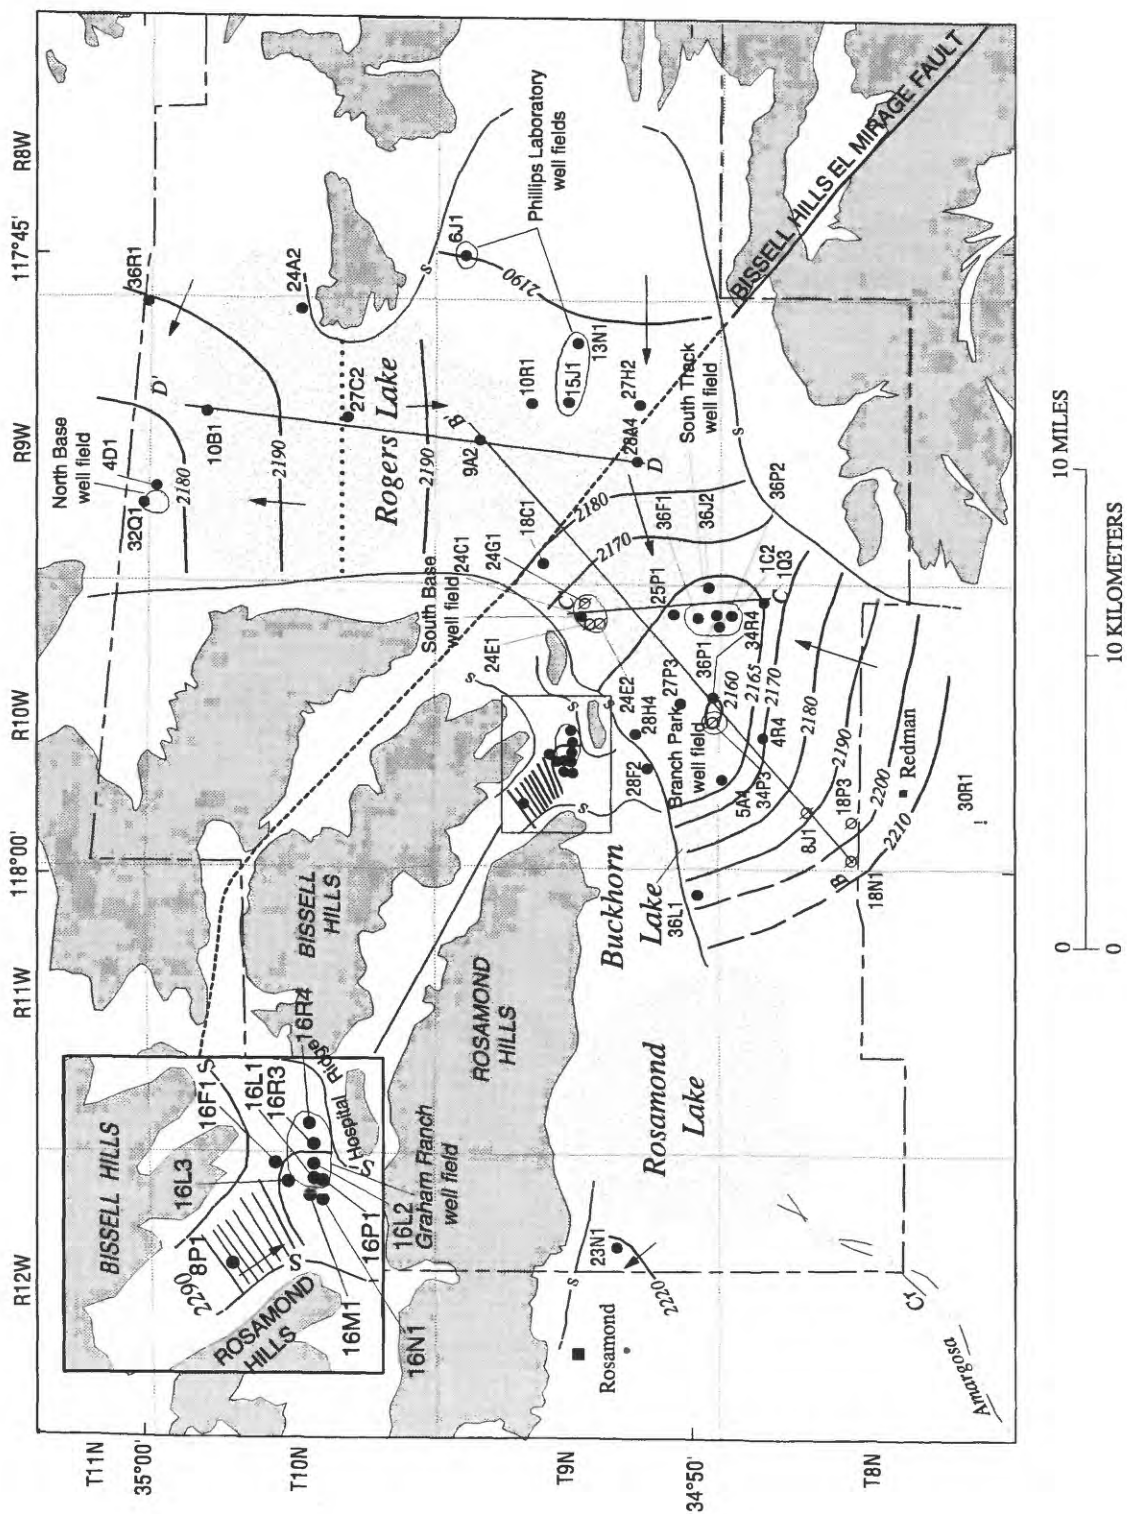 R12W
R11W
R10W
R9W
R8W
118°00'
117°45'
T11N
35°00'
T10N
T9N
34°50'
T8N
BISSELL HILLS
16L3
16F1
16L1
16R3
16R4
8P1
2290
S
S
S
Hospital Ridge
ROSAMOND
HILLS
16M1
16N1
16P1
16L2
Graham Ranch
well field
BISSELL
HILLS
ROSAMOND
HILLS
North Base
well field
32Q1
4D1
2180
D'
10B1
36R1
2190
24A2
27C2
Rogers Lake
2190
B'
9A2
s
6J1
2190
Phillips Laboratory
well fields
10R1
15J1
13N1
27H2
28A4
D
South Track
well field
BISSELL HILLS EL MIRAGE FAULT
18C1
2180
2170
South Base
well field
24C1
24G1
24E1
C
24E2
36F1
36J2
36P2
s
25P1
1C2
1Q3
C
34R4
36P1
27P3
28H4
28F2
Branch Park
well field
2160
2165
2170
4R4
34P3
5A4
2180
2190
2200
2210
8J1
18P3
18N1
B
Redman
30R1
s
s
s
s
Buckhorn
Lake
36L1
Rosamond
Lake
s
23N1
2220
Rosamond
Amargosa
Cr
0
10 MILES
0
10 KILOMETERS